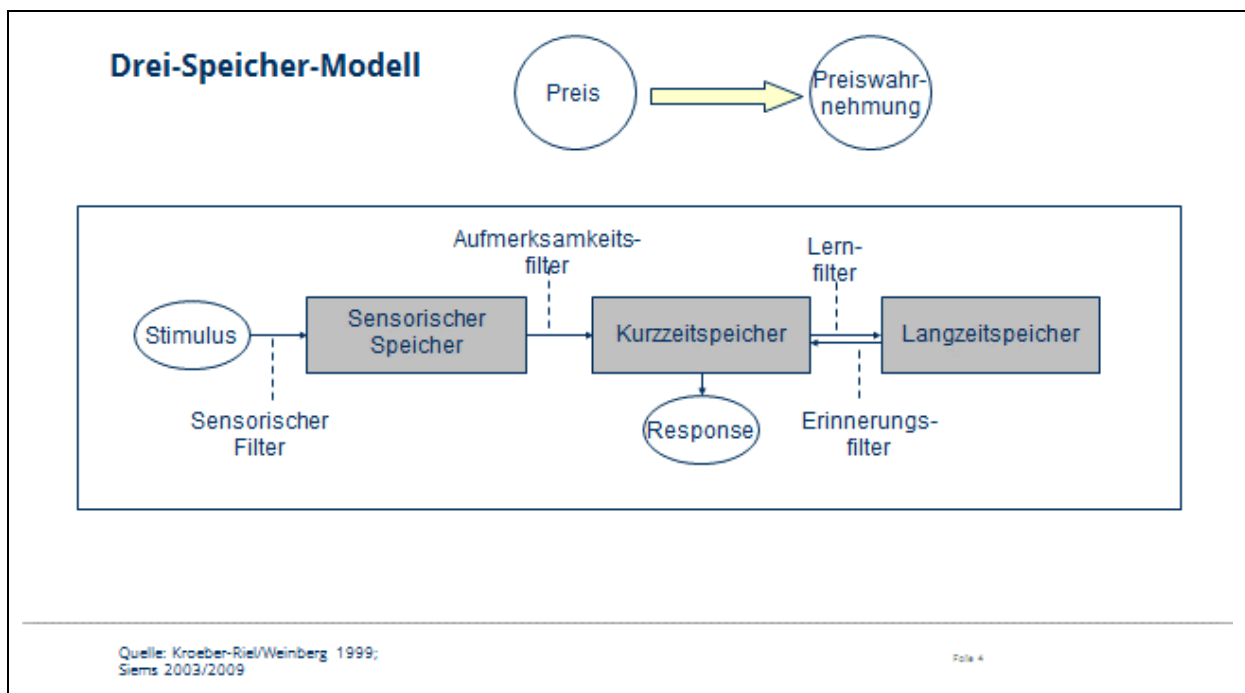 Drei-Speicher-Modell
Preis
Preiswahr-
nehmung
Aufmerksamkeits-
filter
Lern-
filter
Stimulus
Sensorischer
Speicher
Kurzzeitspeicher
Langzeitspeicher
Sensorischer
Filter
Response
Erinnerungs-
filter
Quelle: Kroeber-Riel/Weinberg 1999;
Siems 2003/2009
Folie 4